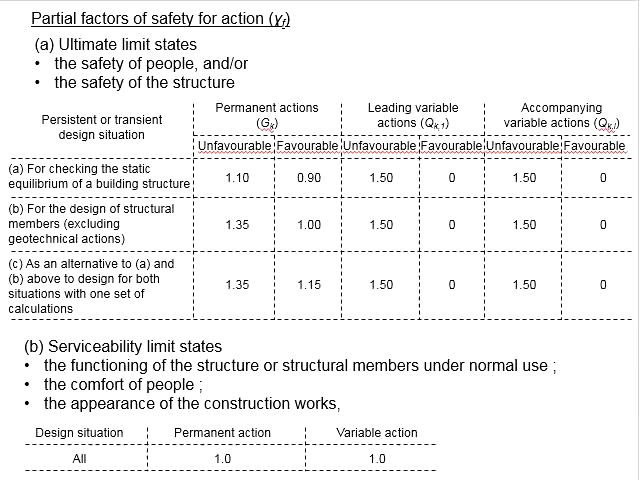 Partial factors of safety for action (γf)
(a) Ultimate limit states
• the safety of people, and/or
• the safety of the structure
Persistent or transient design situation | Permanent actions (Gk) | Leading variable actions (Qk,1) | Accompanying variable actions (Qk,i)
Unfavourable Favourable Unfavourable Favourable Unfavourable Favourable
(a) For checking the static
equilibrium of a building structure 1.10 0.90 1.50 0 1.50 0
(b) For the design of structural
members (excluding 1.35 1.00 1.50 0 1.50 0
geotechnical actions)
(c) As an alternative to (a) and
(b) above to design for both
situations with one set of 1.35 1.15 1.50 0 1.50 0
calculations
(b) Serviceability limit states
• the functioning of the structure or structural members under normal use ;
• the comfort of people ;
• the appearance of the construction works,
Design situation Permanent action Variable action
All 1.0 1.0